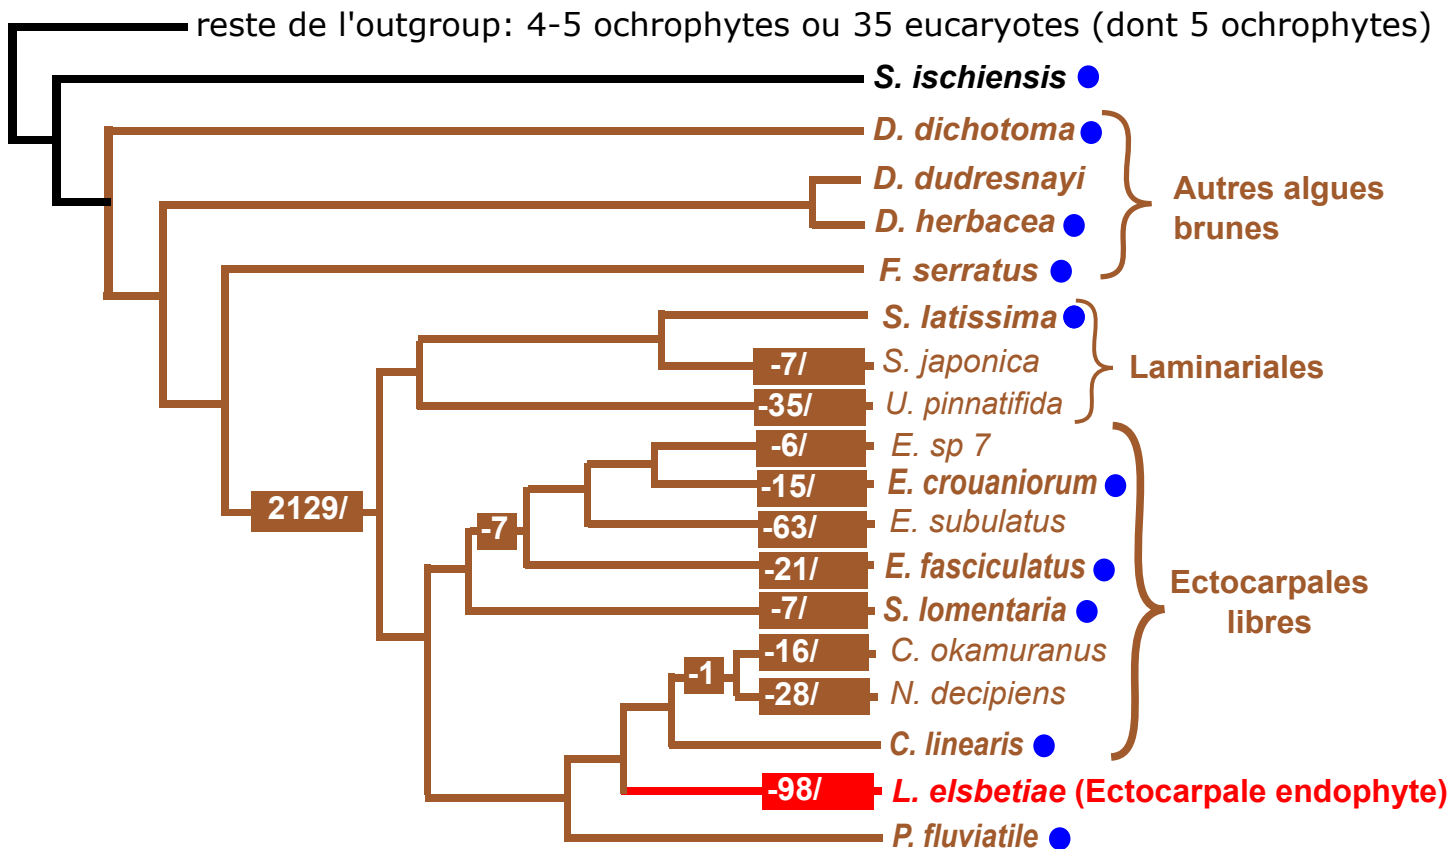 reste de l'outgroup: 4-5 ochrophytes ou 35 eucaryotes (dont 5 ochrophytes)
S. ischiensis
D. dichotoma
D. dudresnayi
Autres algues
brunes
D. herbacea
F. serratus
S. latissima
-7/ S. japonica
Laminariales
-35/ U. pinnatifida
-6/ E. sp 7
-15/ E. crouaniorum
2129/
-7
-63/ E. subulatus
-21/ E. fasciculatus
Ectocarpales
libres
-7/ S. lomentaria
-16/ C. okamuranus
-1
-28/ N. decipiens
C. linearis
-98/ L. elsbetiae (Ectocarpale endophyte)
P. fluviatile